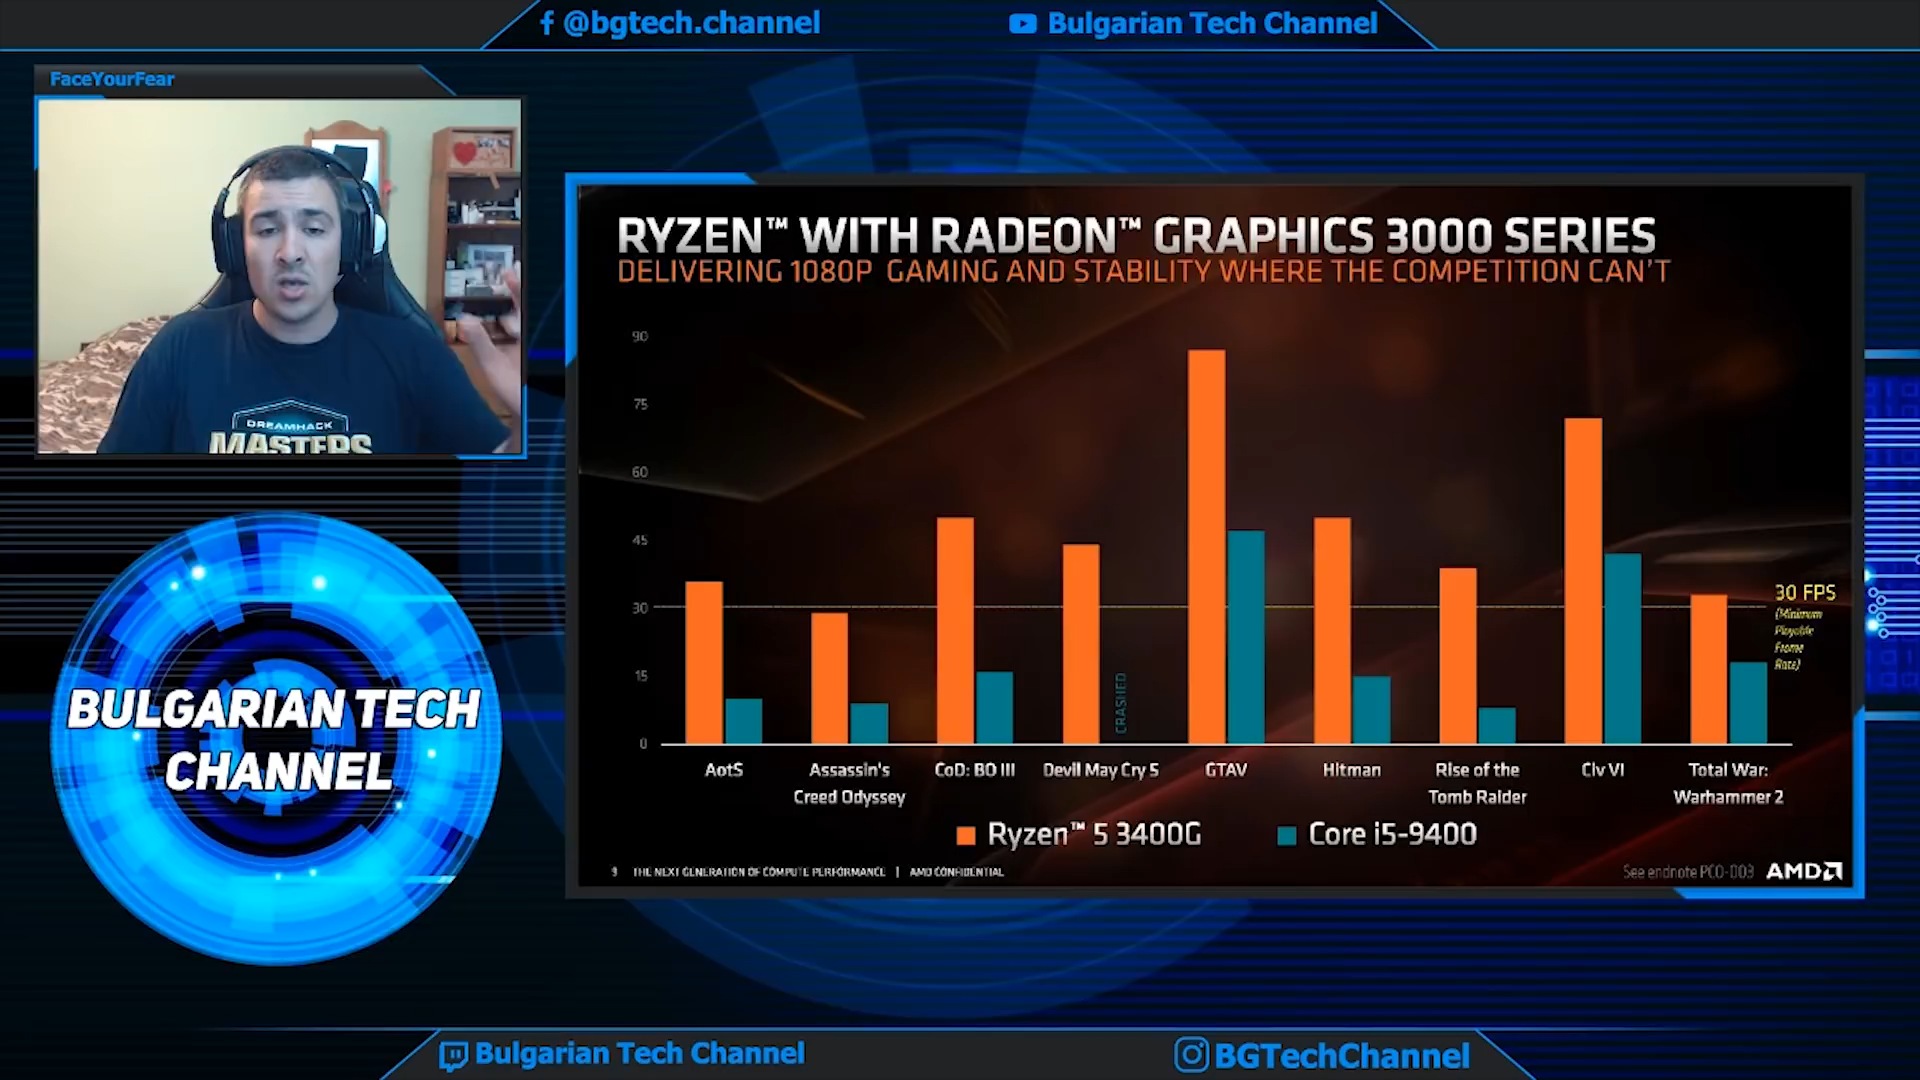 @bgtech.channel
Bulgarian Tech Channel
FaceYourFear
DREAMHACK
MASTERS
BULGARIAN TECH
CHANNEL
RYZEN™ WITH RADEON™ GRAPHICS 3000 SERIES
DELIVERING 1080P GAMING AND STABILITY WHERE THE COMPETITION CAN'T
90
75
60
45
30
15
0
CRASHED
30 FPS
(Minimum
Playable
Frame
Rate)
AotS
Assassin's
Creed Odyssey
CoD: BO III
Devil May Cry 5
GTAV
Hitman
Rise of the
Tomb Raider
Civ VI
Total War:
Warhammer 2
Ryzen™ 5 3400G
Core i5-9400
9 THE NEXT GENERATION OF COMPUTE PERFORMANCE | AMD CONFIDENTIAL
See endnote PCO-003
AMD
Bulgarian Tech Channel
BGTechChannel